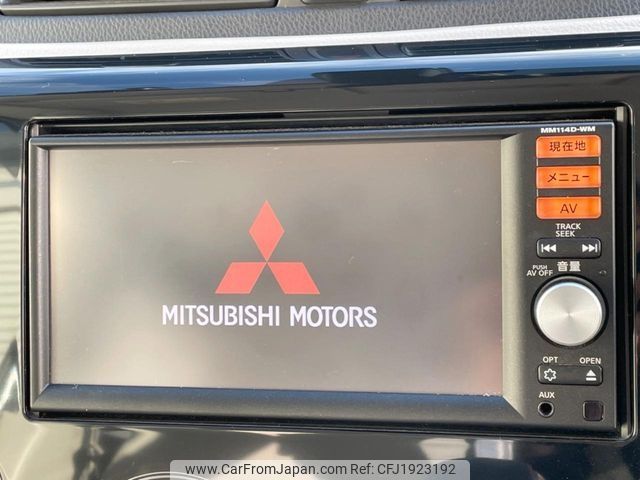 MM114D-WM
現在地
メニュー
AV
TRACK
SEEK
PUSH
AV OFF
音量
MITSUBISHI MOTORS
OPT
OPEN
AUX
www.CarFromJapan.com Ref:CFJ1923192